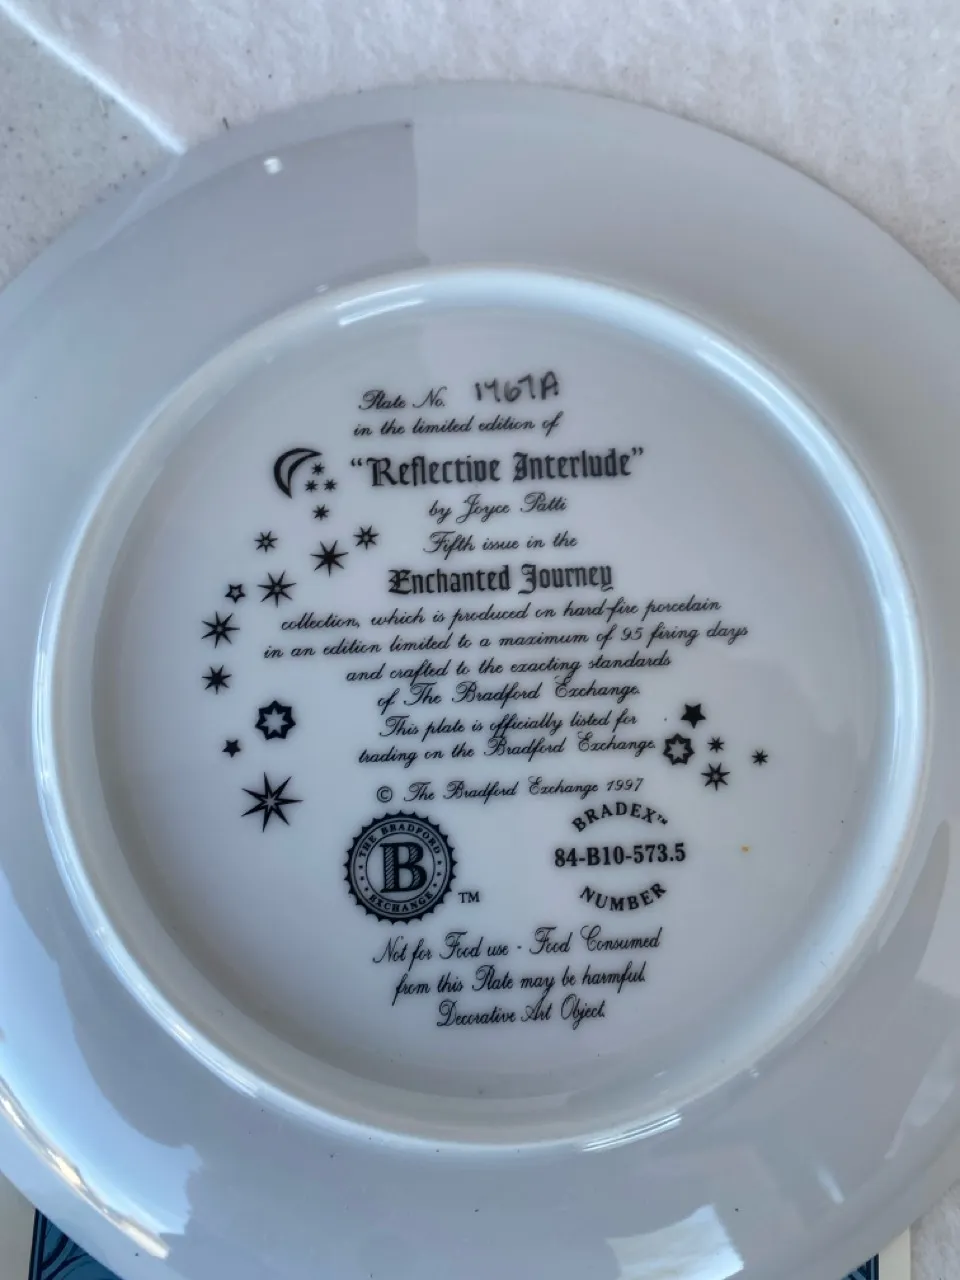 Plate No. 1767A
in the limited edition of
“Reflective Interlude”
by Joyce Patti
Fifth issue in the
Enchanted Journey
collection, which is produced on hard-fire porcelain
in an edition limited to a maximum of 95 firing days
and crafted to the exacting standards
of The Bradford Exchange.
This plate is officially listed for
trading on the Bradford Exchange.
© The Bradford Exchange 1997
THE BRADFORD
B
EXCHANGE
TM
BRADEX™
84-B10-573.5
NUMBER
Not for Food use - Food Consumed
from this Plate may be harmful.
Decorative Art Object.